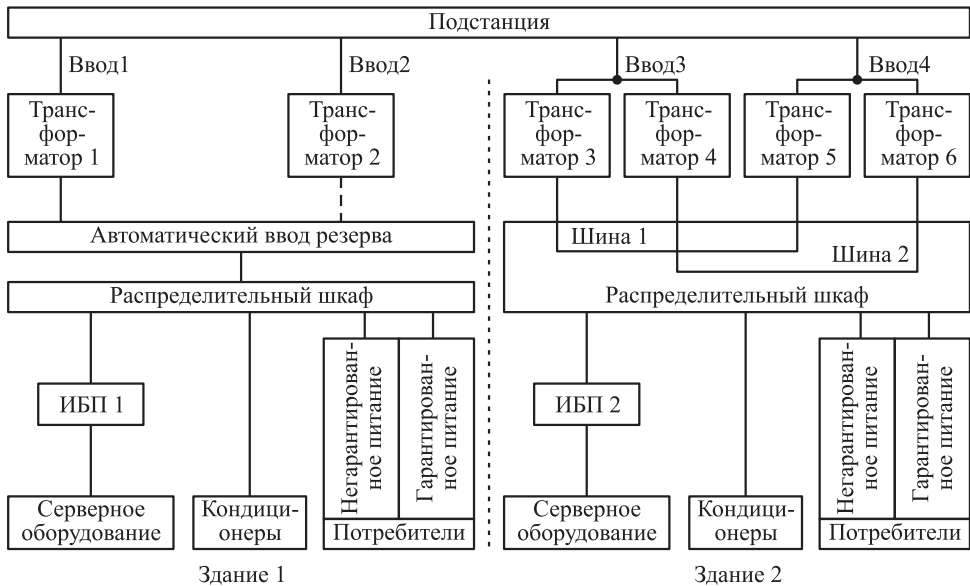 Подстанция
Ввод1
Ввод2
Ввод3
Ввод4
Транс-
фор-
матор 1
Транс-
фор-
матор 2
Транс-
фор-
матор 3
Транс-
фор-
матор 4
Транс-
фор-
матор 5
Транс-
фор-
матор 6
Автоматический ввод резерва
Шина 1
Шина 2
Распределительный шкаф
Распределительный шкаф
ИБП 1
Негарантирован-
ное питание
Гарантирован-
ное питание
ИБП 2
Негарантирован-
ное питание
Гарантирован-
ное питание
Серверное
оборудование
Кондици-
онеры
Потребители
Серверное
оборудование
Кондици-
онеры
Потребители
Здание 1
Здание 2